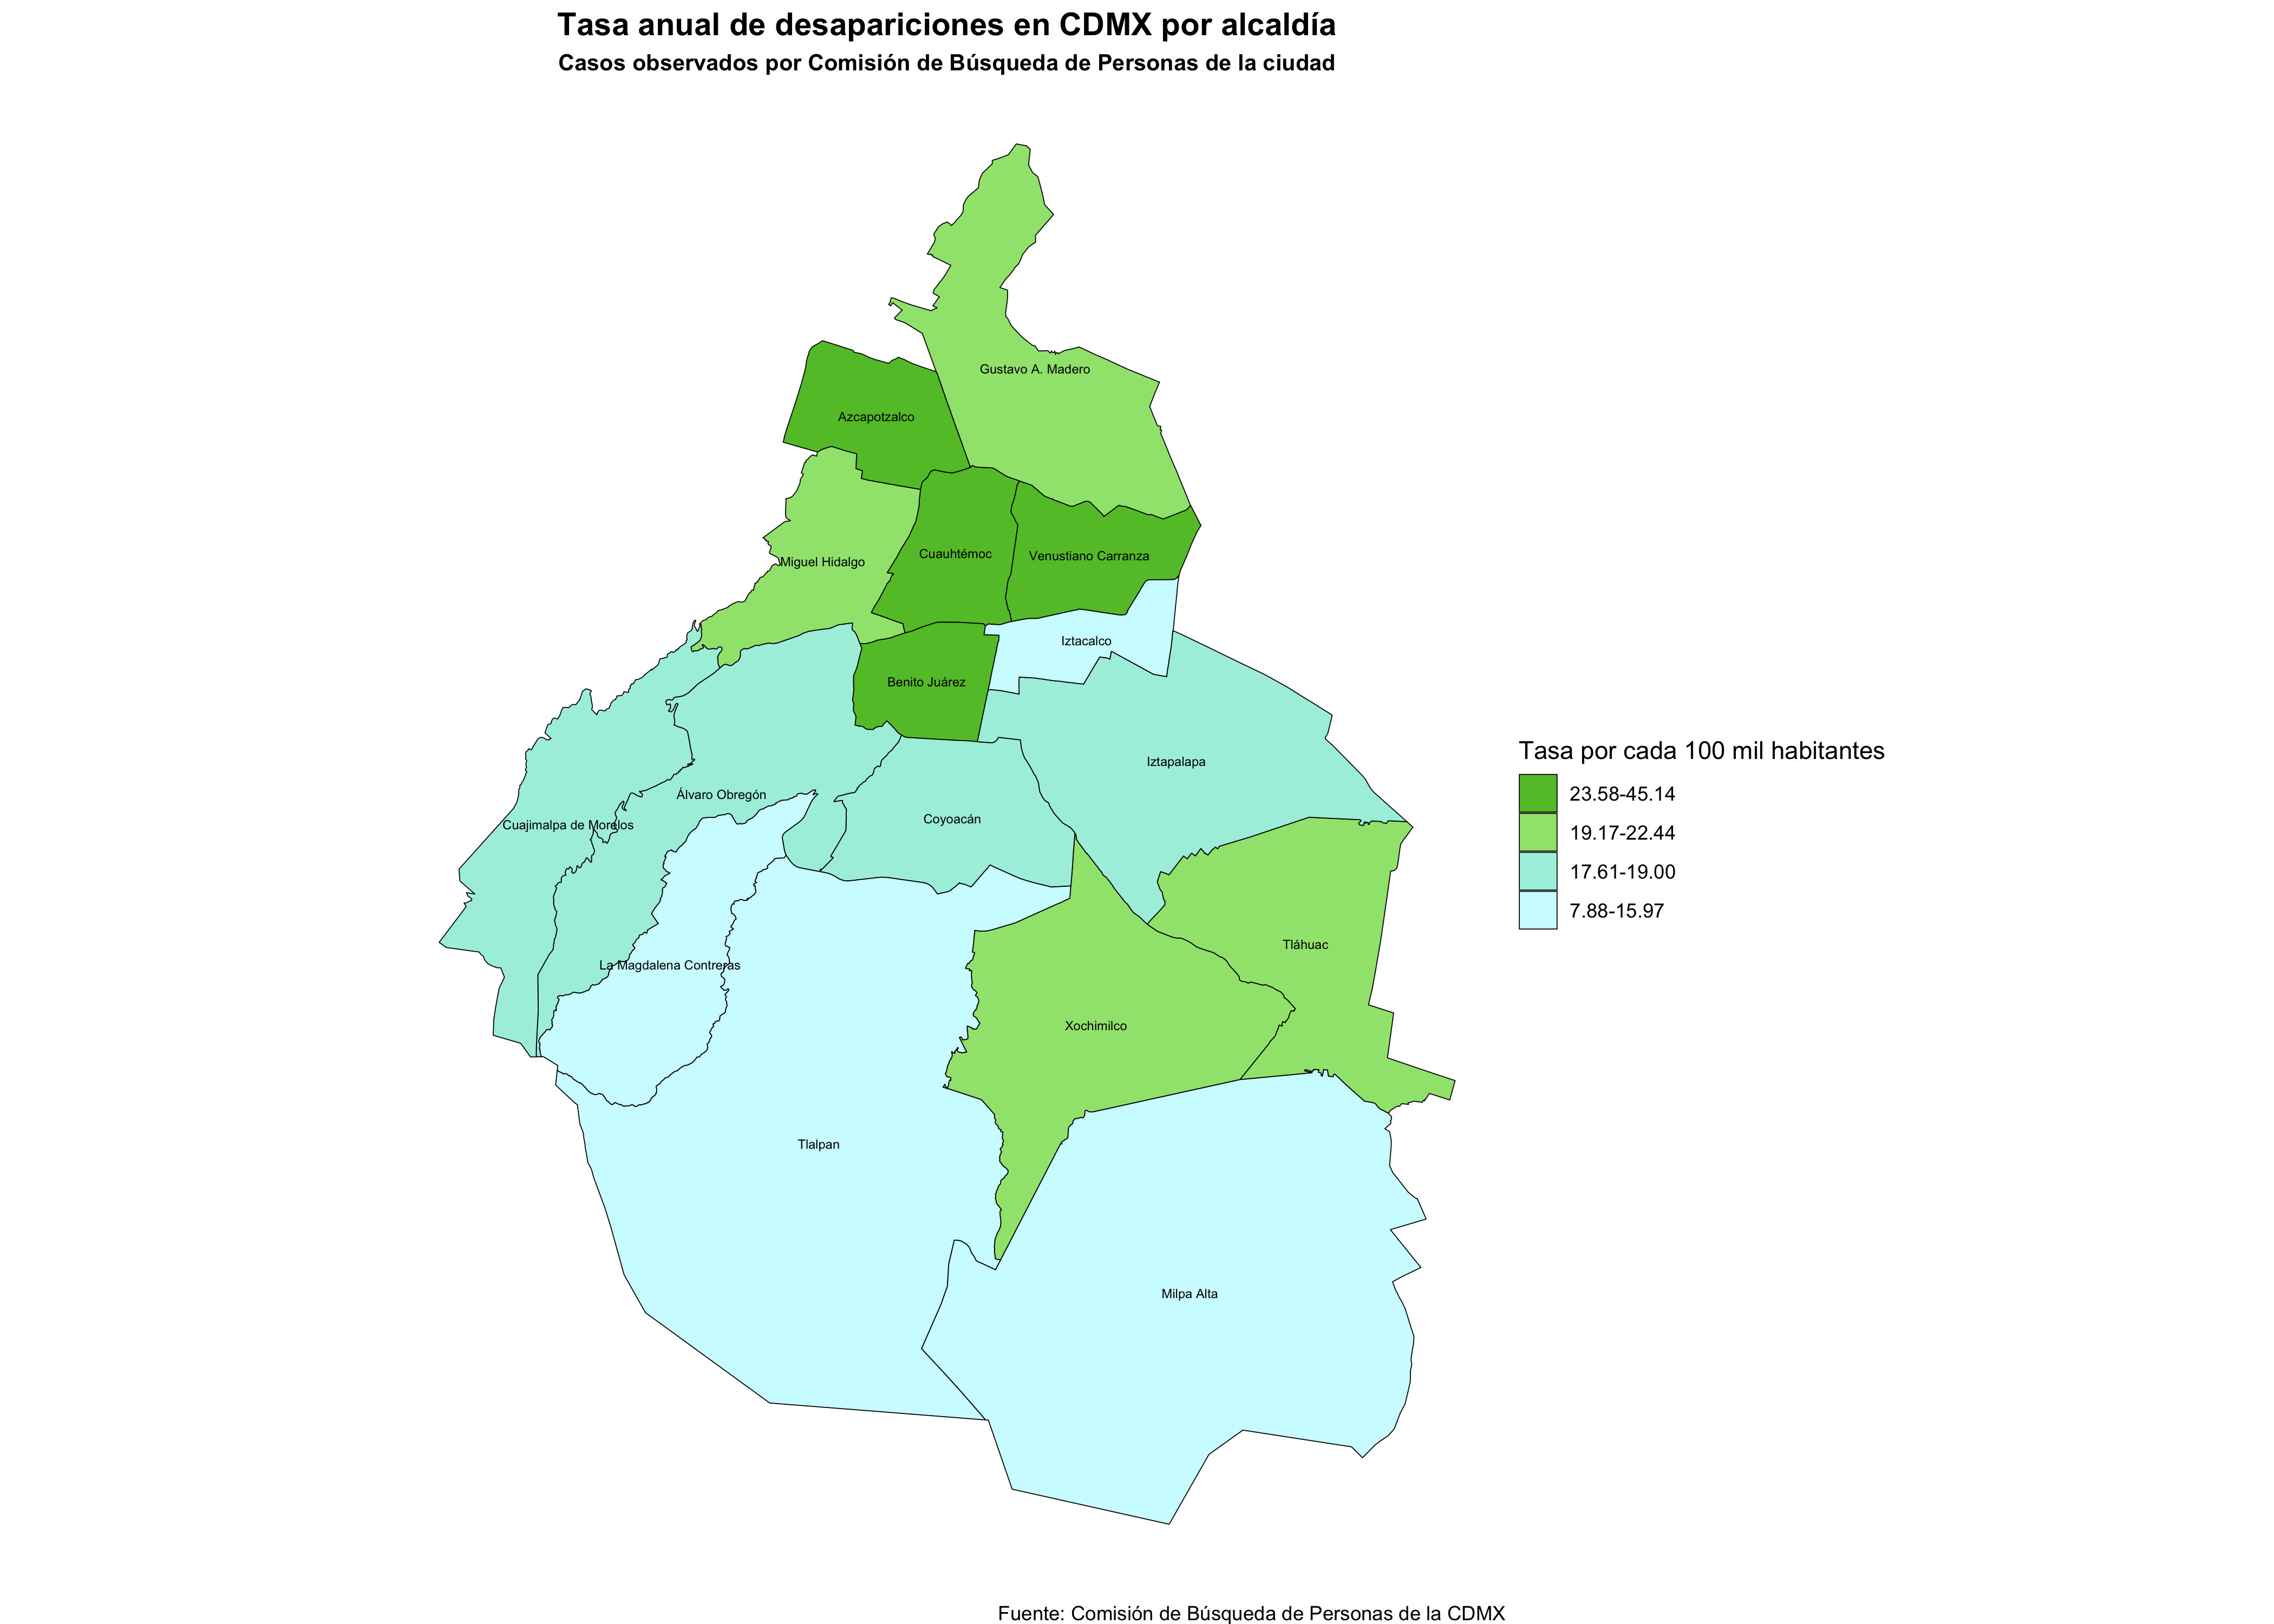 Tasa anual de desapariciones en CDMX por alcaldía
Casos observados por Comisión de Búsqueda de Personas de la ciudad
Gustavo A. Madero
Azcapotzalco
Cuauhtémoc
Venustiano Carranza
Miguel Hidalgo
Iztacalco
Benito Juárez
Iztapalapa
Álvaro Obregón
Coyoacán
Cuajimalpa de Morelos
Tláhuac
La Magdalena Contreras
Xochimilco
Tlalpan
Milpa Alta
Tasa por cada 100 mil habitantes
23.58-45.14
19.17-22.44
17.61-19.00
7.88-15.97
Fuente: Comisión de Búsqueda de Personas de la CDMX